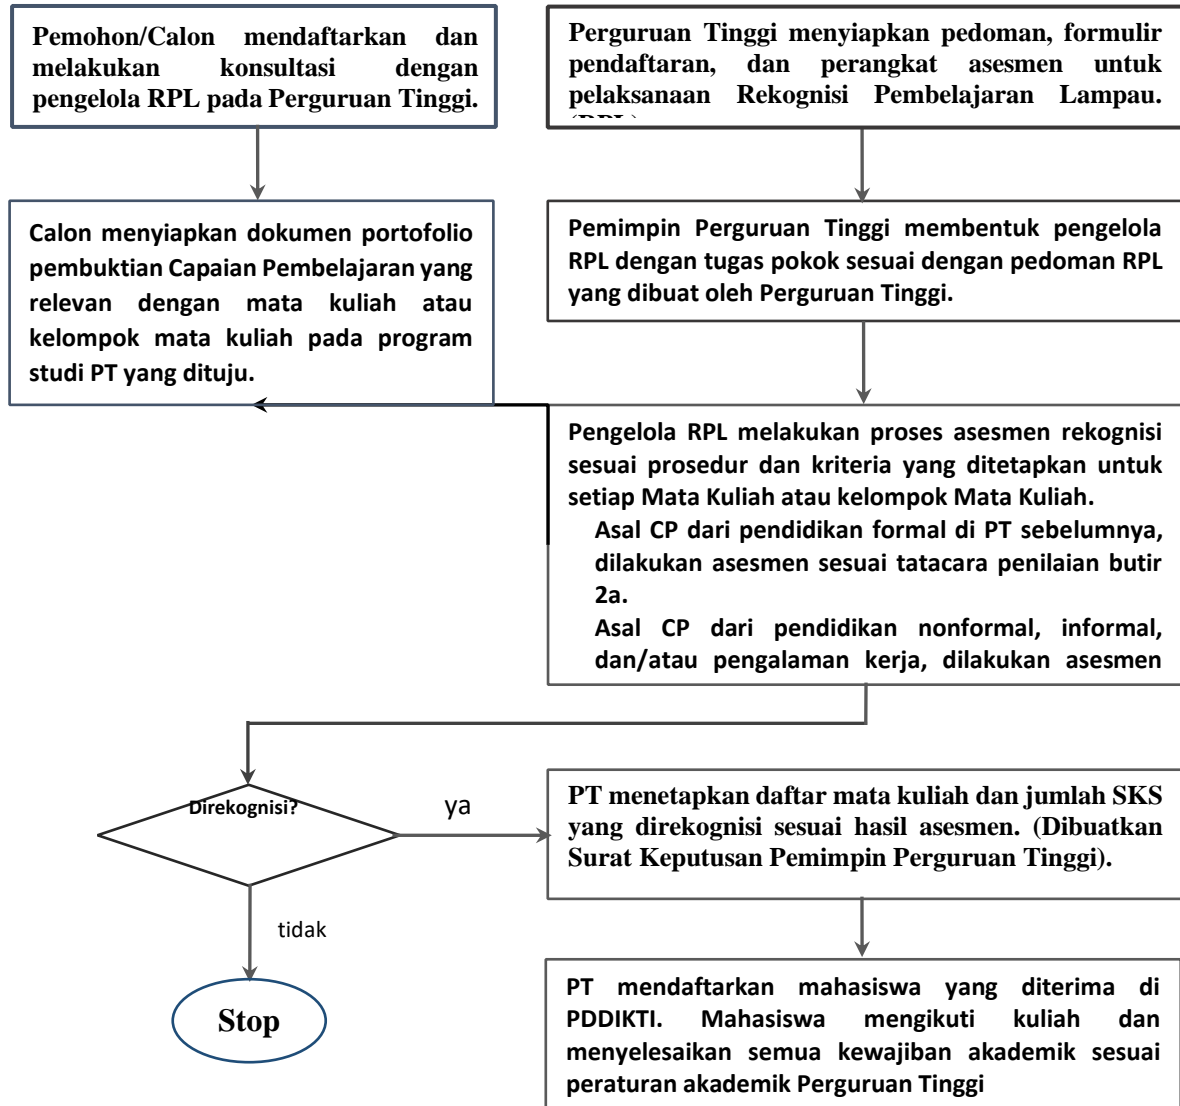 Pemohon/Calon mendaftarkan dan
melakukan konsultasi dengan
pengelola RPL pada Perguruan Tinggi.
Perguruan Tinggi menyiapkan pedoman, formulir
pendaftaran, dan perangkat asesmen untuk
pelaksanaan Rekognisi Pembelajaran Lampau.
Calon menyiapkan dokumen portofolio
pembuktian Capaian Pembelajaran yang
relevan dengan mata kuliah atau
kelompok mata kuliah pada program
studi PT yang dituju.
Pemimpin Perguruan Tinggi membentuk pengelola
RPL dengan tugas pokok sesuai dengan pedoman RPL
yang dibuat oleh Perguruan Tinggi.
Pengelola RPL melakukan proses asesmen rekognisi
sesuai prosedur dan kriteria yang ditetapkan untuk
setiap Mata Kuliah atau kelompok Mata Kuliah.
Asal CP dari pendidikan formal di PT sebelumnya,
dilakukan asesmen sesuai tatacara penilaian butir
2a.
Asal CP dari pendidikan nonformal, informal,
dan/atau pengalaman kerja, dilakukan asesmen
Direkognisi?
ya
PT menetapkan daftar mata kuliah dan jumlah SKS
yang direkognisi sesuai hasil asesmen. (Dibuatkan
Surat Keputusan Pemimpin Perguruan Tinggi).
tidak
Stop
PT mendaftarkan mahasiswa yang diterima di
PDDIKTI. Mahasiswa mengikuti kuliah dan
menyelesaikan semua kewajiban akademik sesuai
peraturan akademik Perguruan Tinggi